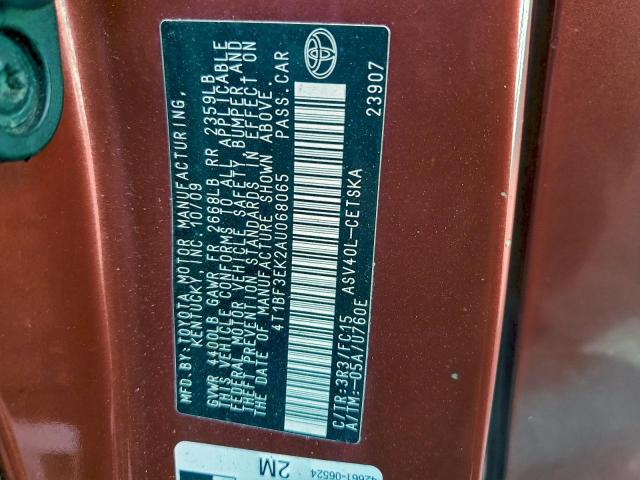 MFD. BY: TOYOTA MOTOR MANUFACTURING,
KENTUCKY, INC. 10/09
GVWR 4400LB GAWR FR 2668LB RR 2359LB
THIS VEHICLE CONFORMS TO ALL APPLICABLE
FEDERAL MOTOR VEHICLE SAFETY, BUMPER, AND
THEFT PREVENTION STANDARDS IN EFFECT ON
THE DATE OF MANUFACTURE SHOWN ABOVE.
4T1BF3EK2AU068065 PASS. CAR
C/TR:3R3/FC15 ASV40L-CETSKA
A/TM:-05A/U760E 23907
42661-06524
2M